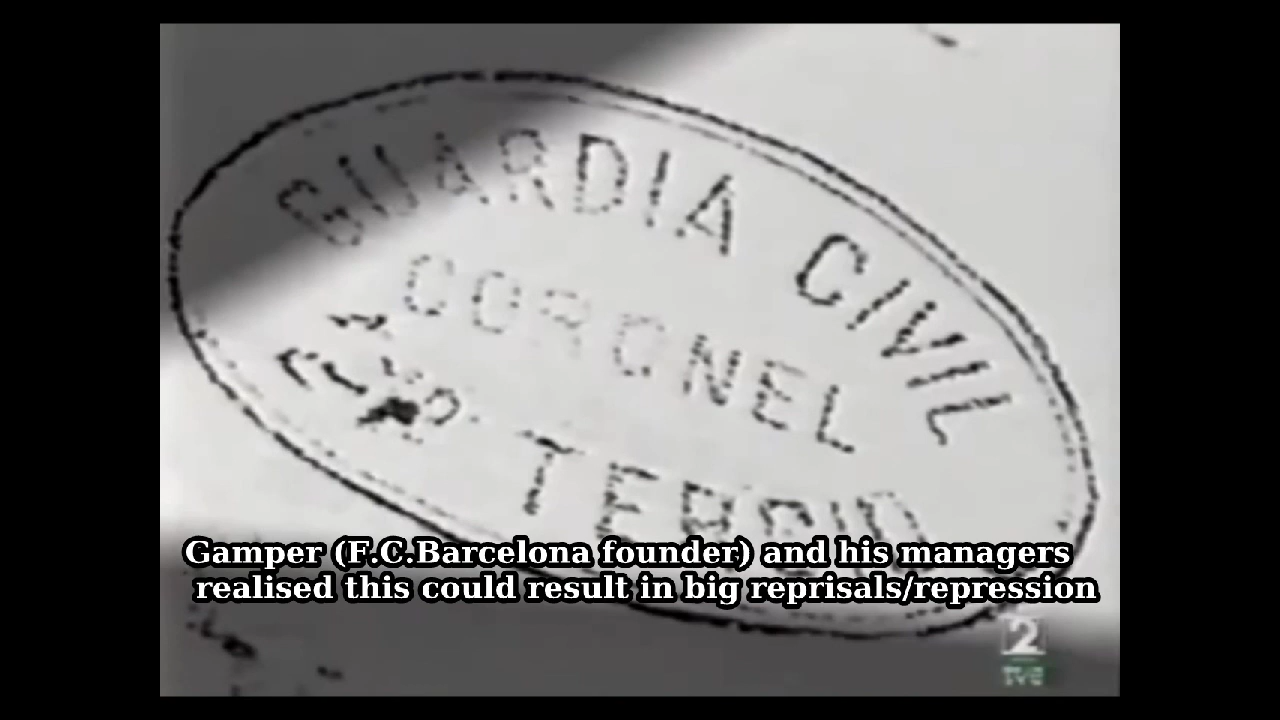 GUARDIA CIVIL
CORONEL
TERCIO
Gamper (F.C.Barcelona founder) and his managers
realised this could result in big reprisals/repression
2
tve